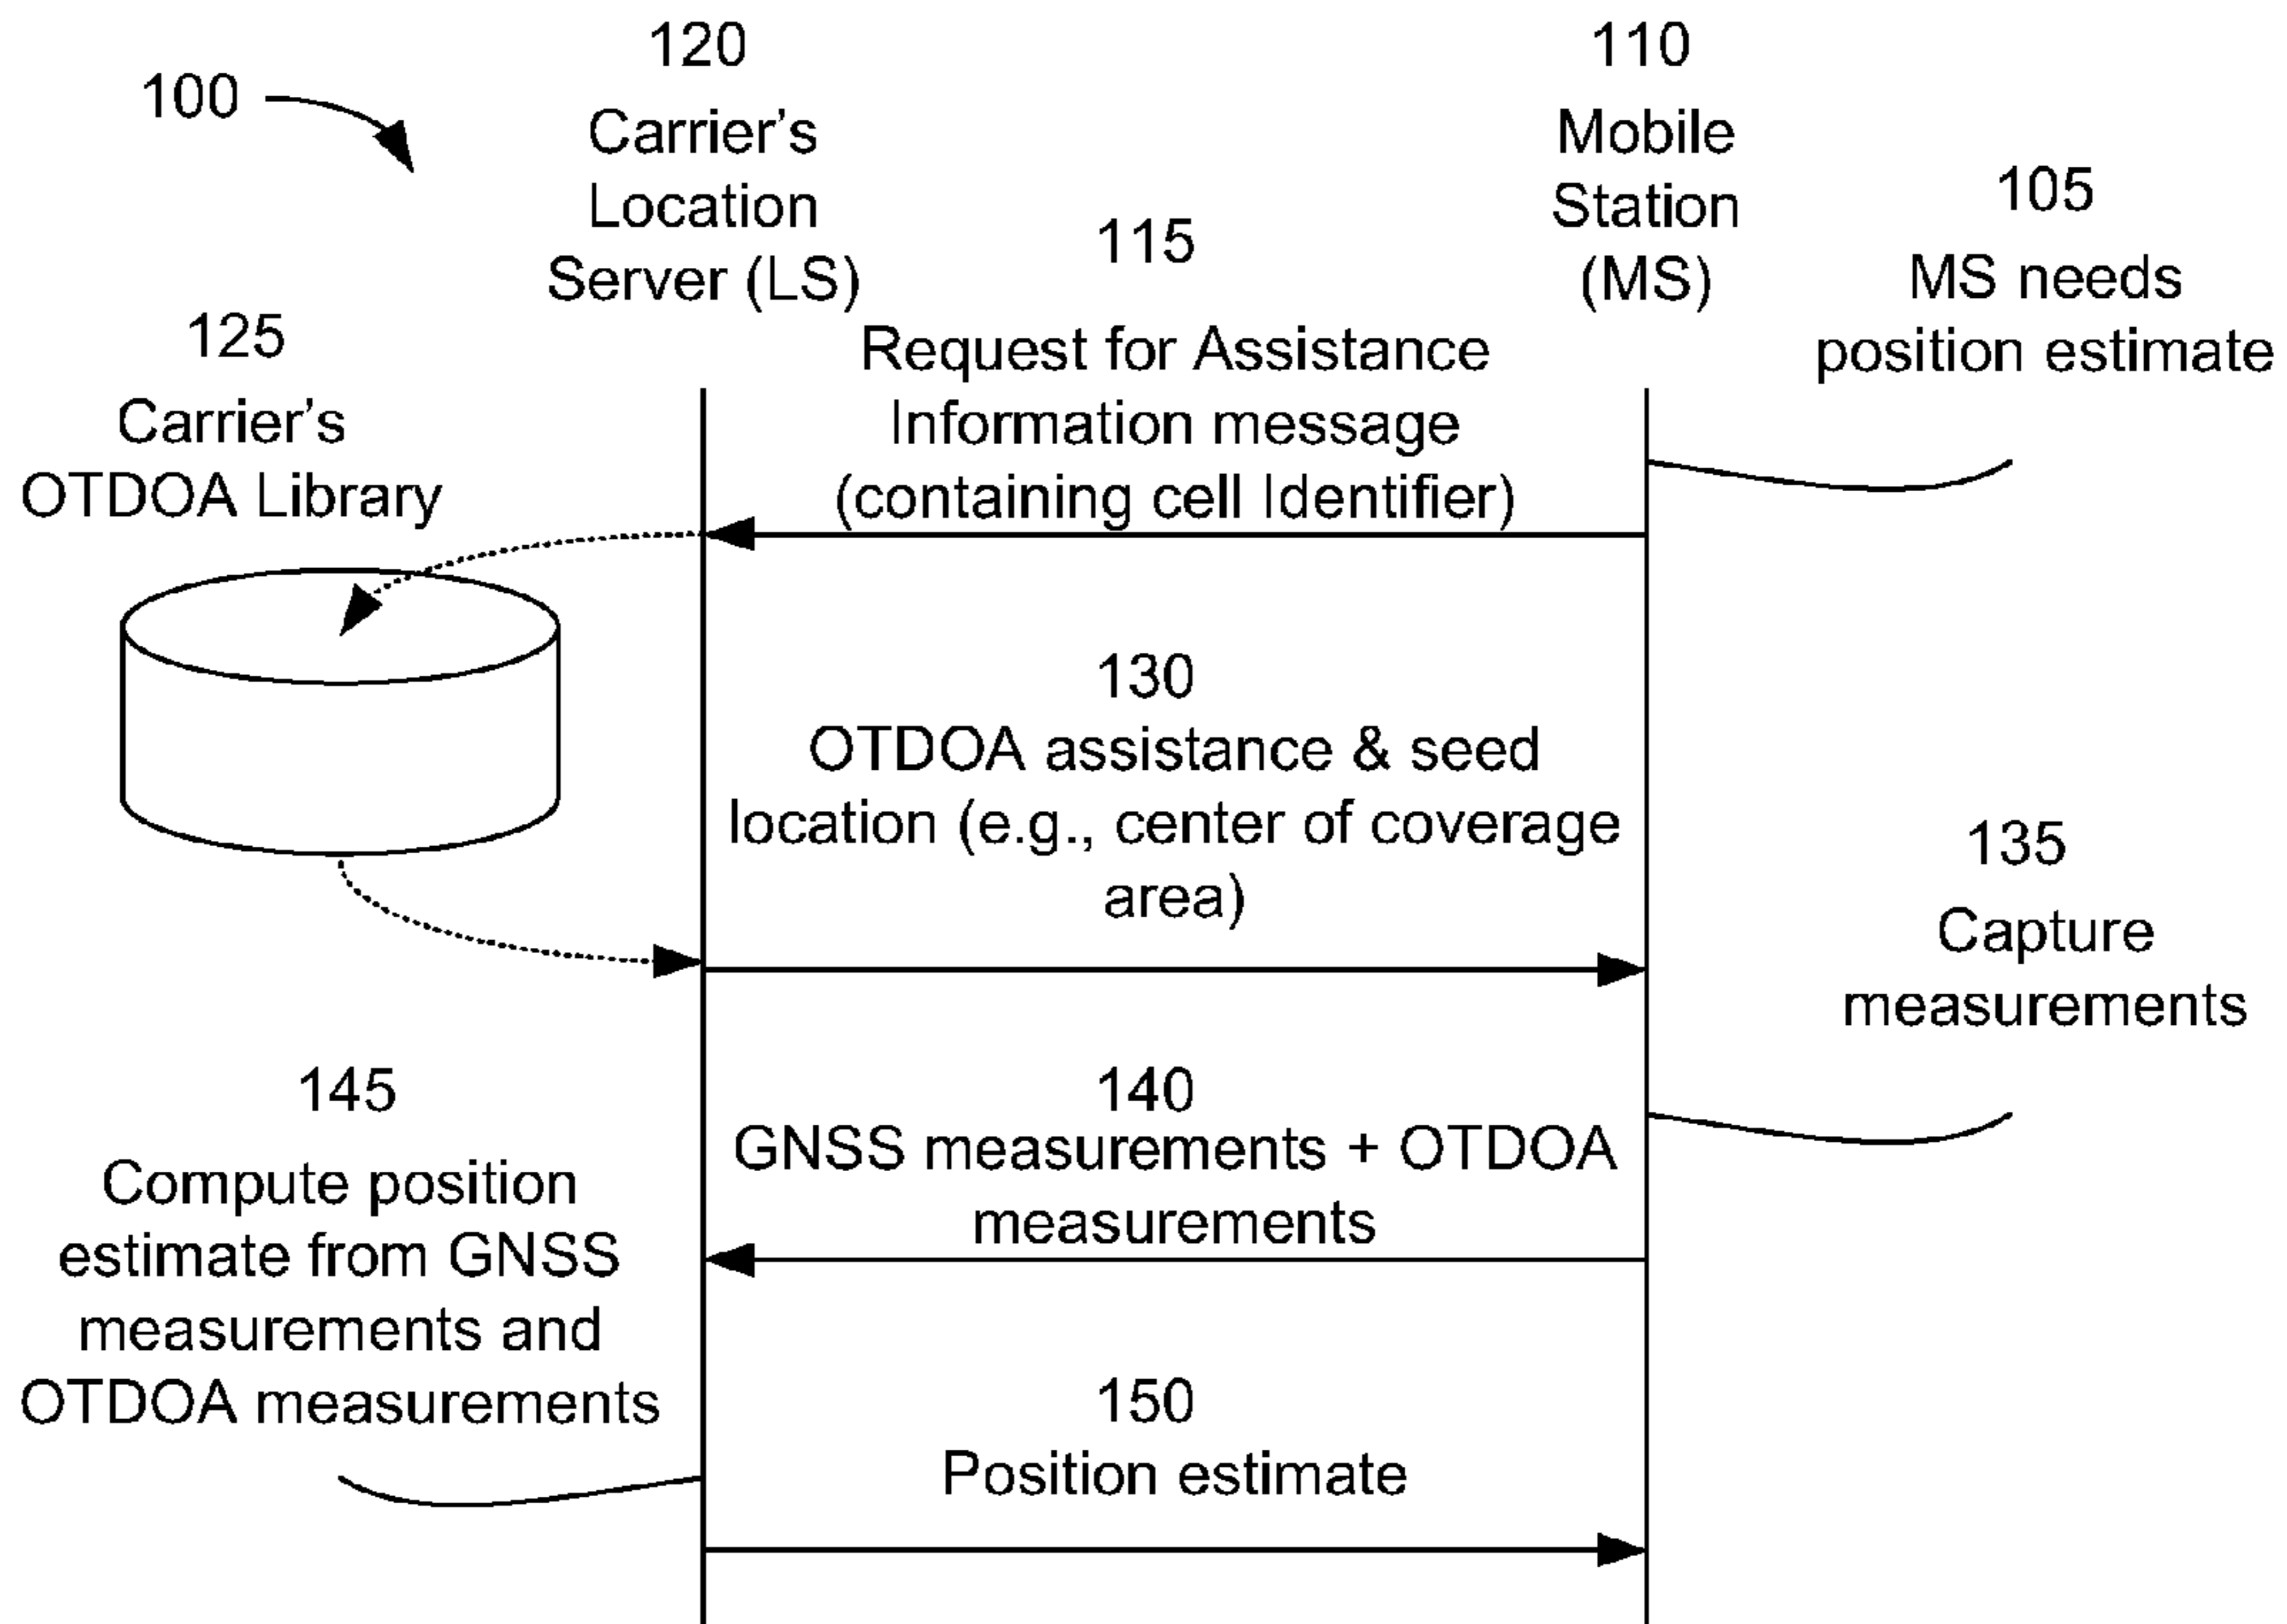 100
120
Carrier's
Location
Server (LS)
110
Mobile
Station
(MS)
105
MS needs
position estimate
115
Request for Assistance
Information message
(containing cell Identifier)
125
Carrier's
OTDOA Library
130
OTDOA assistance & seed
location (e.g., center of coverage
area)
135
Capture
measurements
140
GNSS measurements + OTDOA
measurements
145
Compute position
estimate from GNSS
measurements and
OTDOA measurements
150
Position estimate